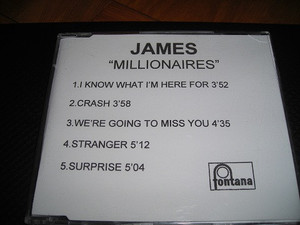 JAMES
“MILLIONAIRES”
1.I KNOW WHAT I'M HERE FOR 3'52
2.CRASH 3'58
3.WE'RE GOING TO MISS YOU 4'35
4.STRANGER 5'12
5.SURPRISE 5'04
fontana